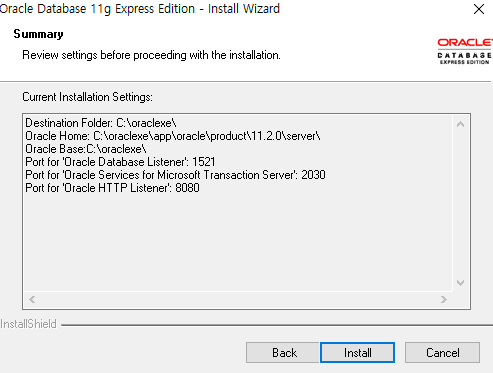 Oracle Database 11g Express Edition - Install Wizard
Summary
Review settings before proceeding with the installation.
ORACLE
DATABASE
EXPRESS EDITION
Current Installation Settings:
Destination Folder: C:\oraclexe\
Oracle Home: C:\oraclexe\app\oracle\product\11.2.0\server\
Oracle Base:C:\oraclexe\
Port for 'Oracle Database Listener': 1521
Port for 'Oracle Services for Microsoft Transaction Server': 2030
Port for 'Oracle HTTP Listener': 8080
InstallShield
Back
Install
Cancel